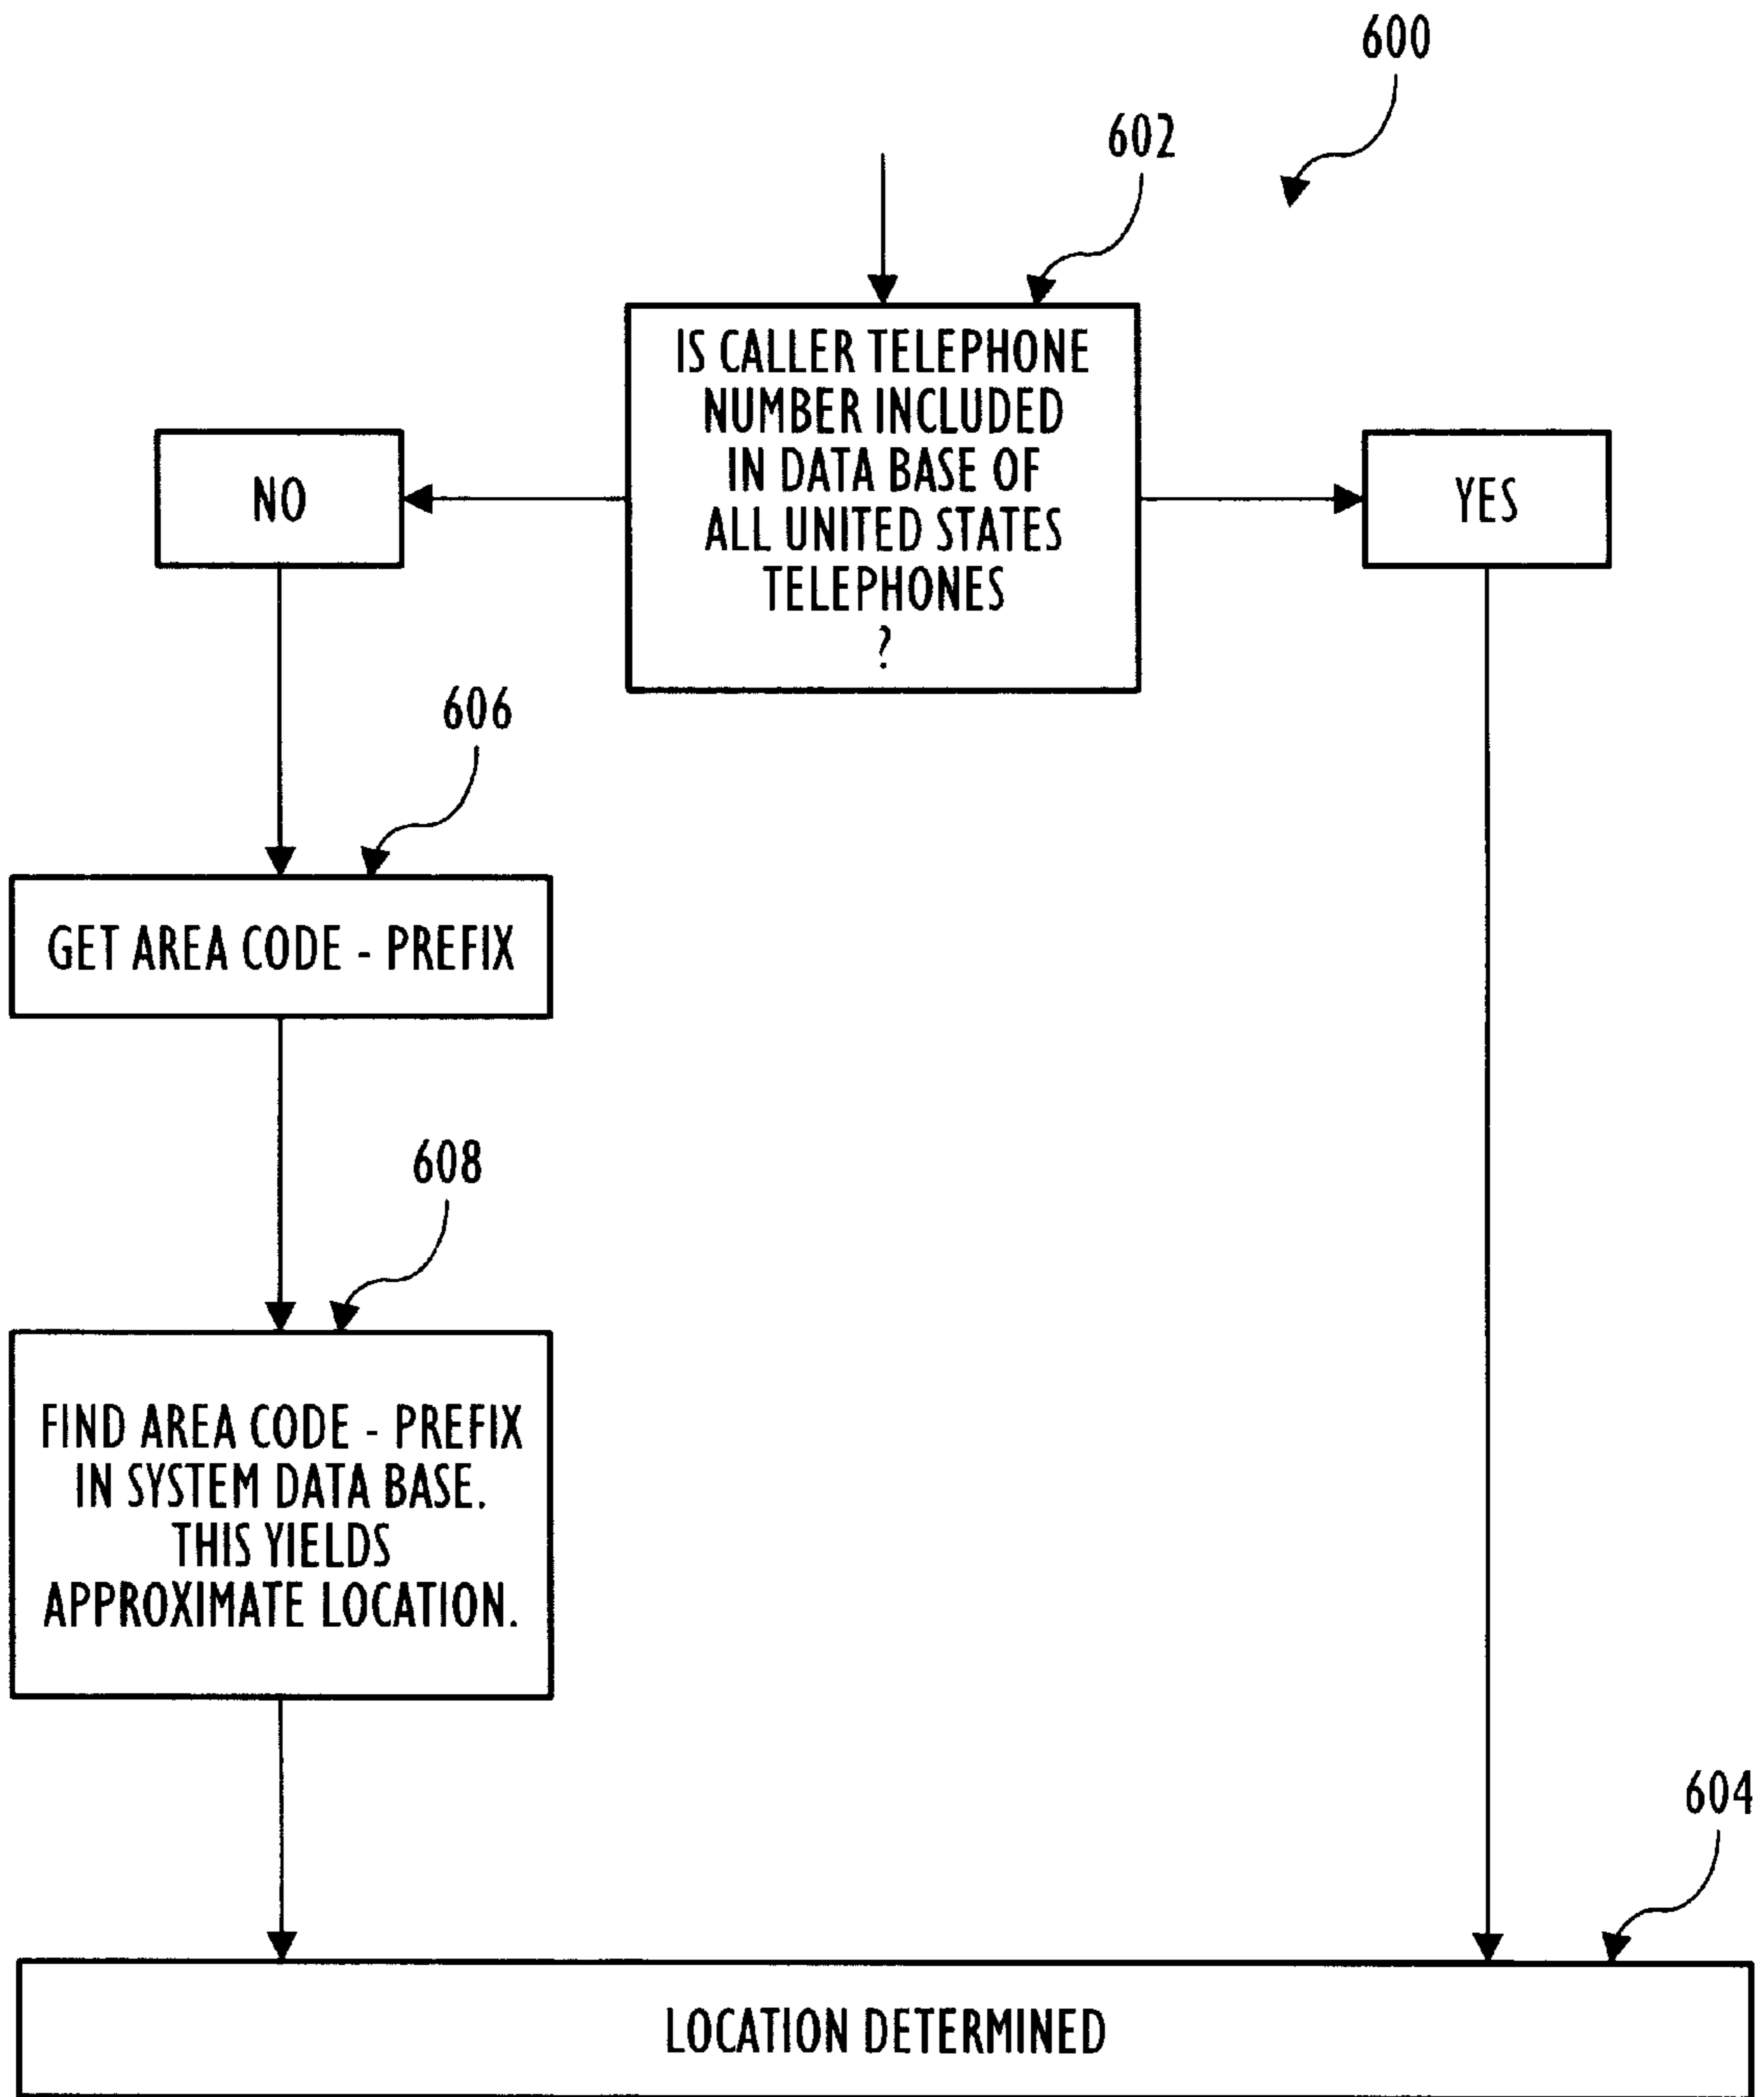 600
602
IS CALLER TELEPHONE
NUMBER INCLUDED
IN DATA BASE OF
ALL UNITED STATES
TELEPHONES
?
NO
YES
606
GET AREA CODE - PREFIX
608
FIND AREA CODE - PREFIX
IN SYSTEM DATA BASE.
THIS YIELDS
APPROXIMATE LOCATION.
604
LOCATION DETERMINED